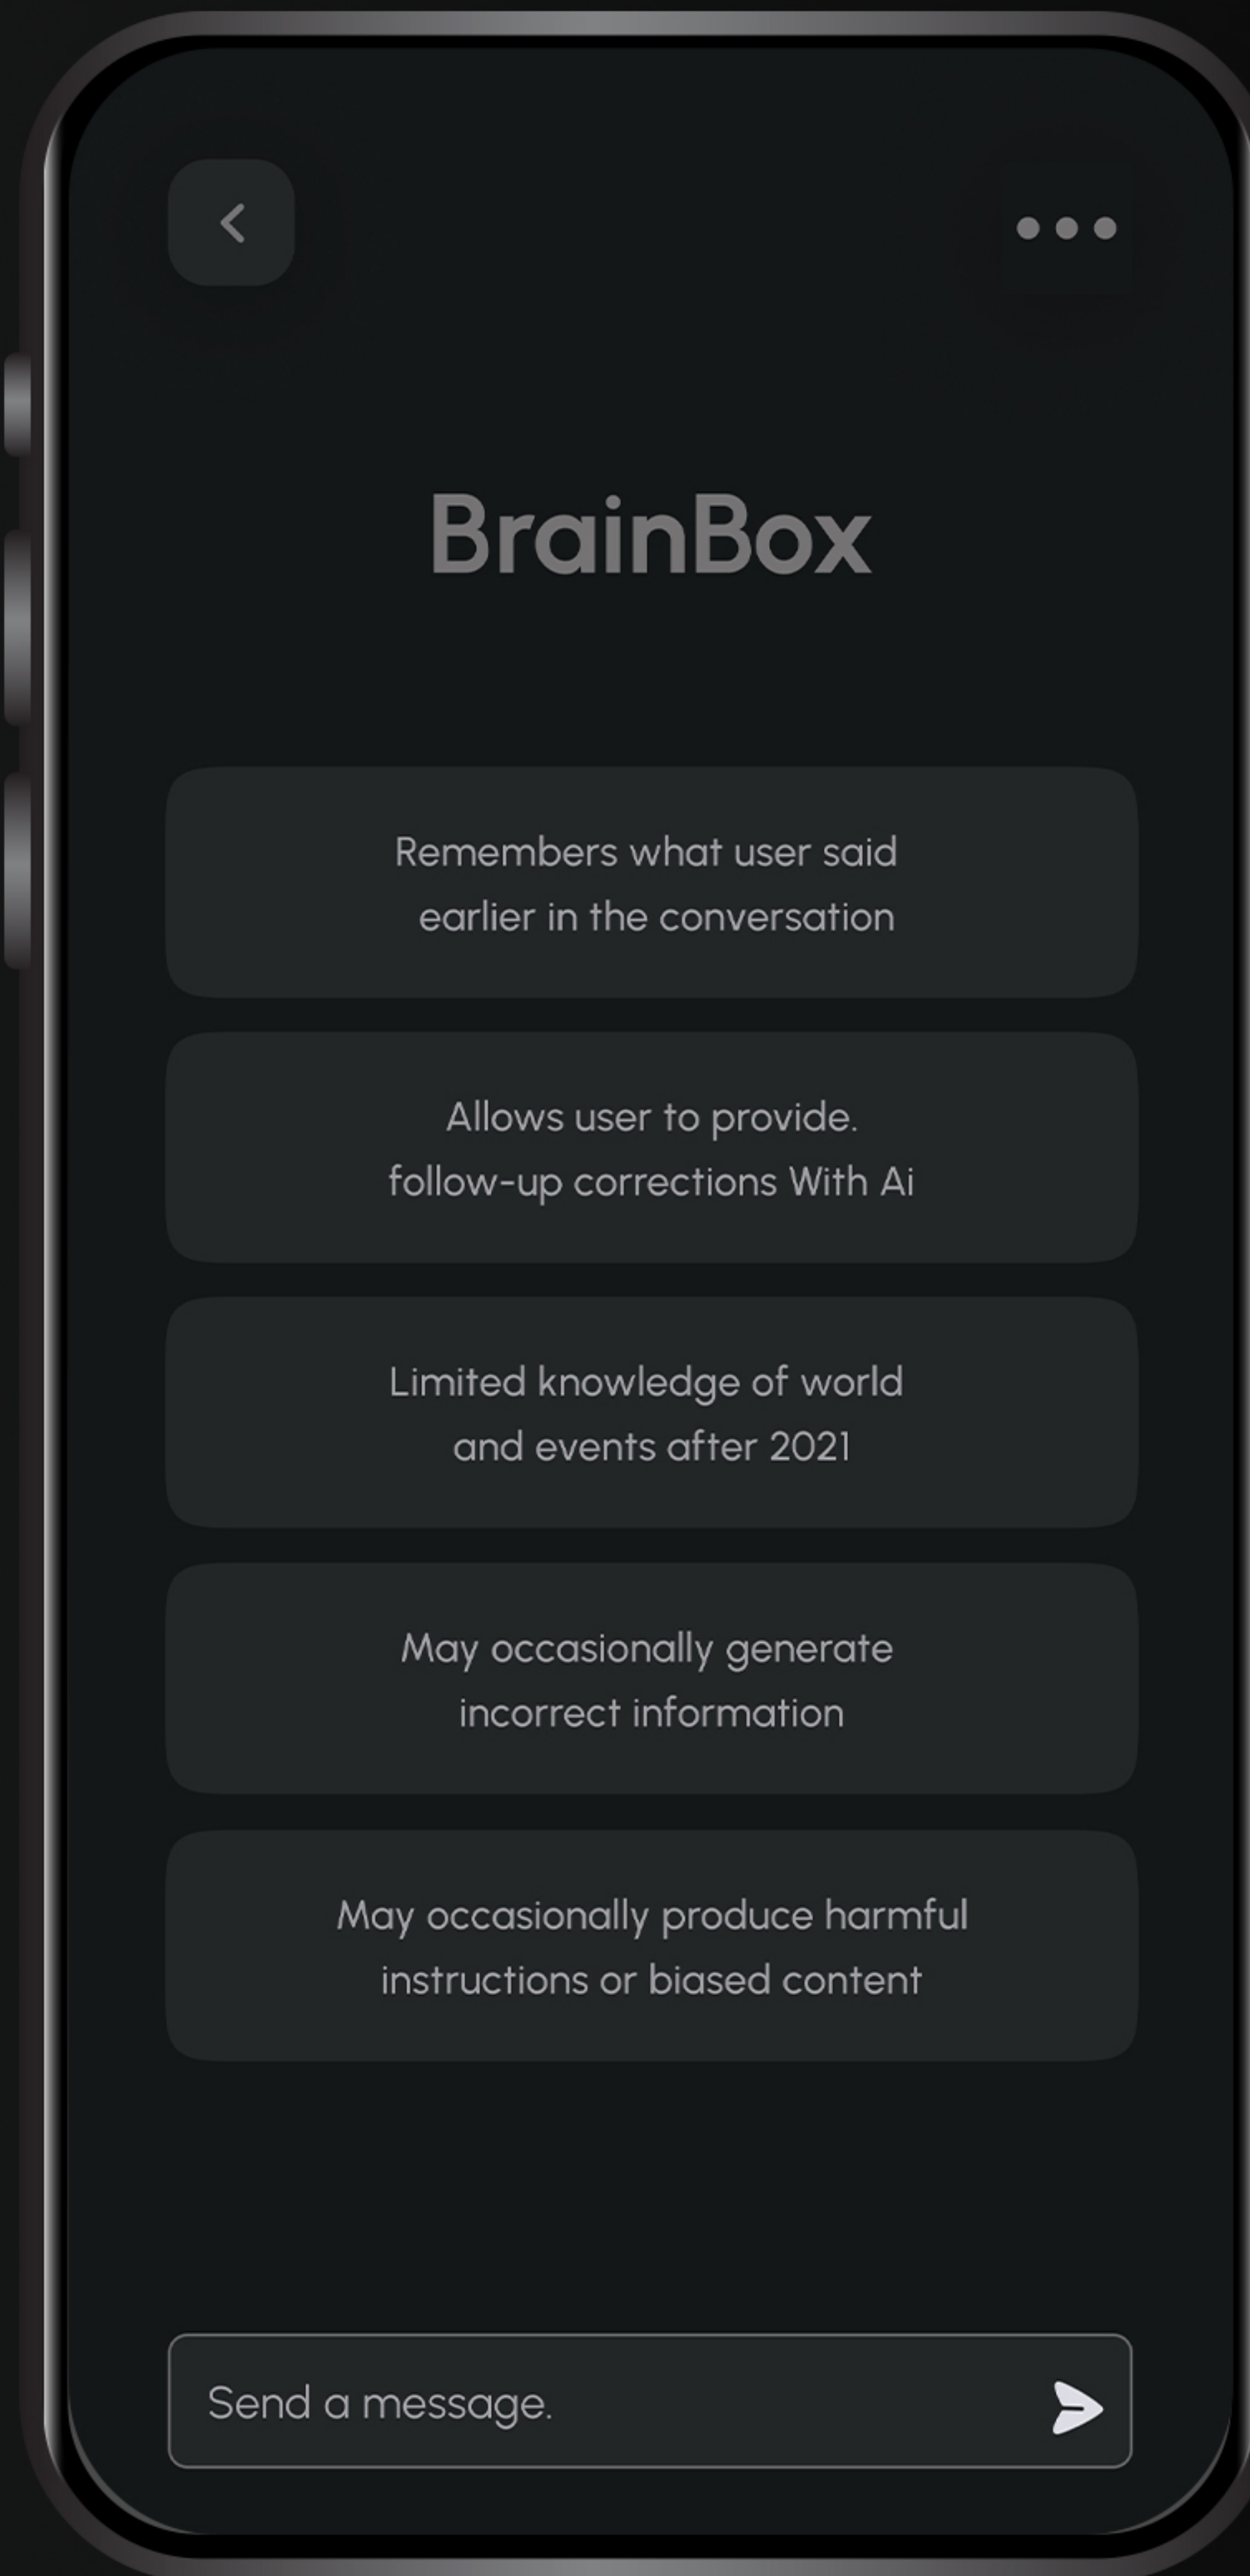 BrainBox
Remembers what user said
earlier in the conversation
Allows user to provide.
follow-up corrections With Ai
Limited knowledge of world
and events after 2021
May occasionally generate
incorrect information
May occasionally produce harmful
instructions or biased content
Send a message.